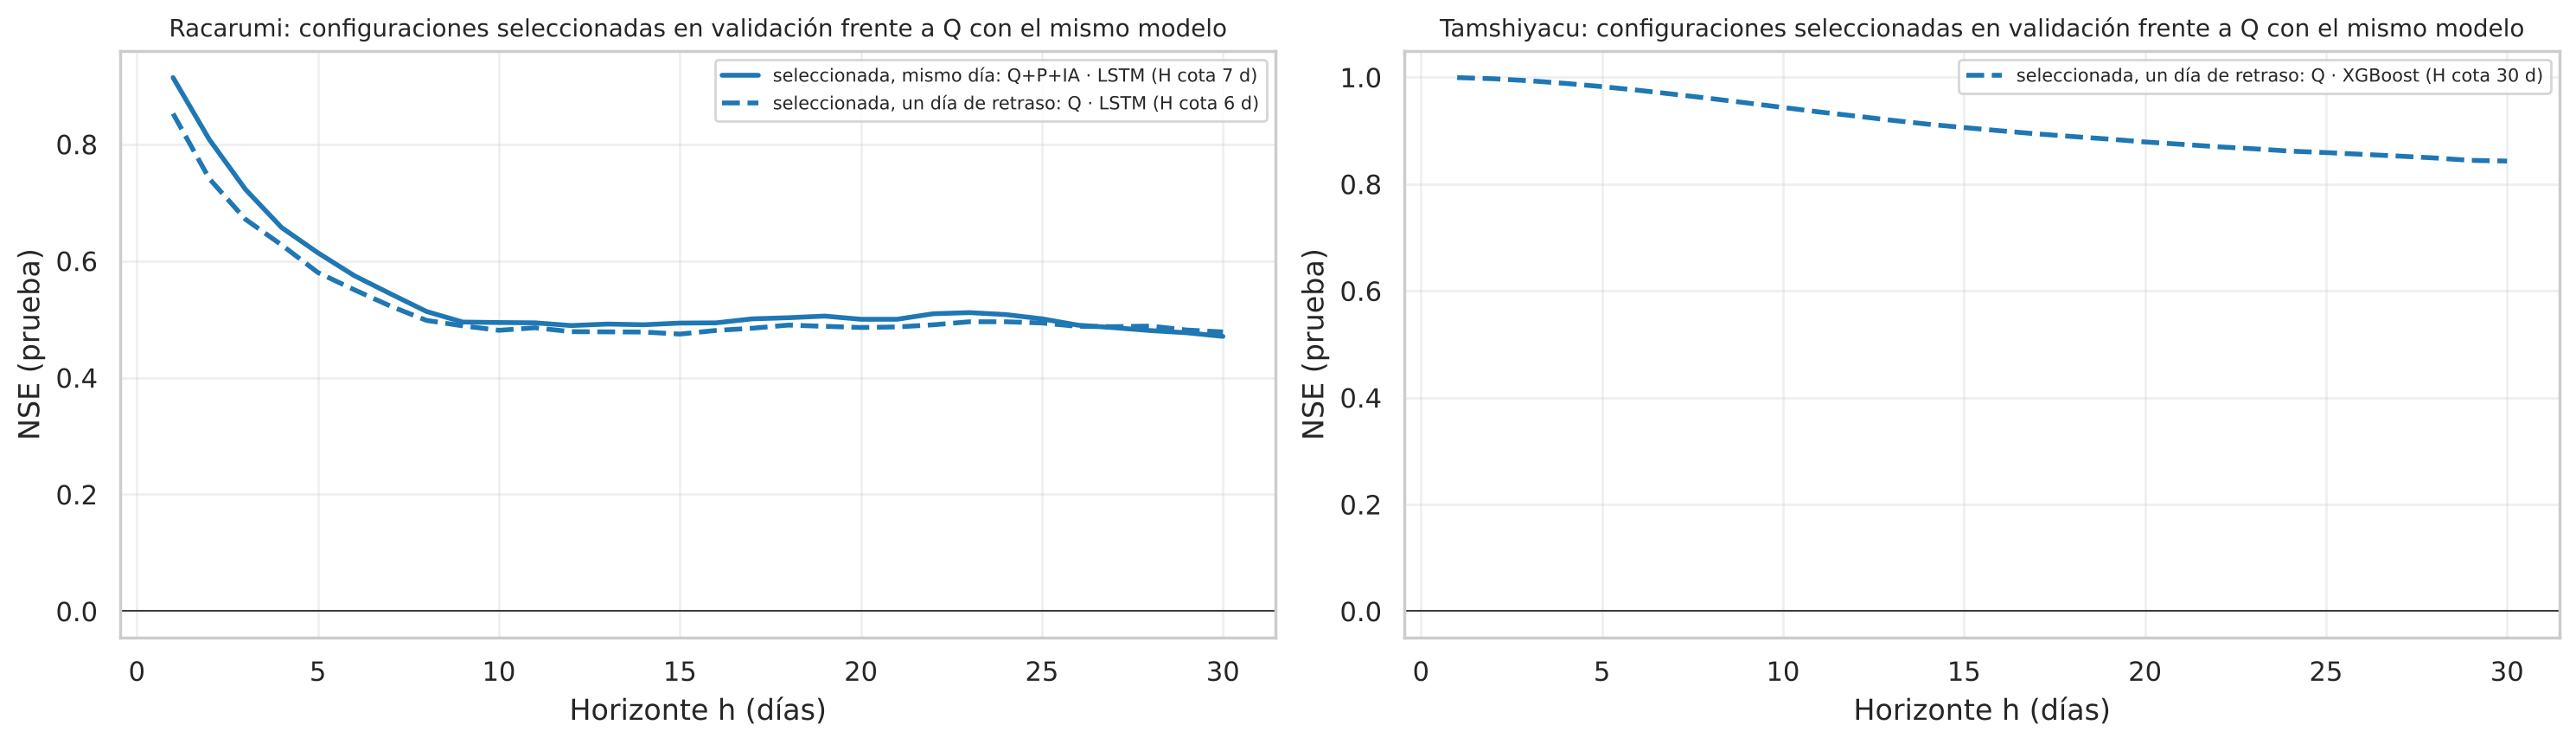 Racarumi: configuraciones seleccionadas en validación frente a Q con el mismo modelo
seleccionada, mismo día: Q+P+IA · LSTM (H cota 7 d)
seleccionada, un día de retraso: Q · LSTM (H cota 6 d)
NSE (prueba)
0.8
0.6
0.4
0.2
0.0
0 5 10 15 20 25 30
Horizonte h (días)
Tamshiyacu: configuraciones seleccionadas en validación frente a Q con el mismo modelo
seleccionada, un día de retraso: Q · XGBoost (H cota 30 d)
NSE (prueba)
1.0
0.8
0.6
0.4
0.2
0.0
0 5 10 15 20 25 30
Horizonte h (días)